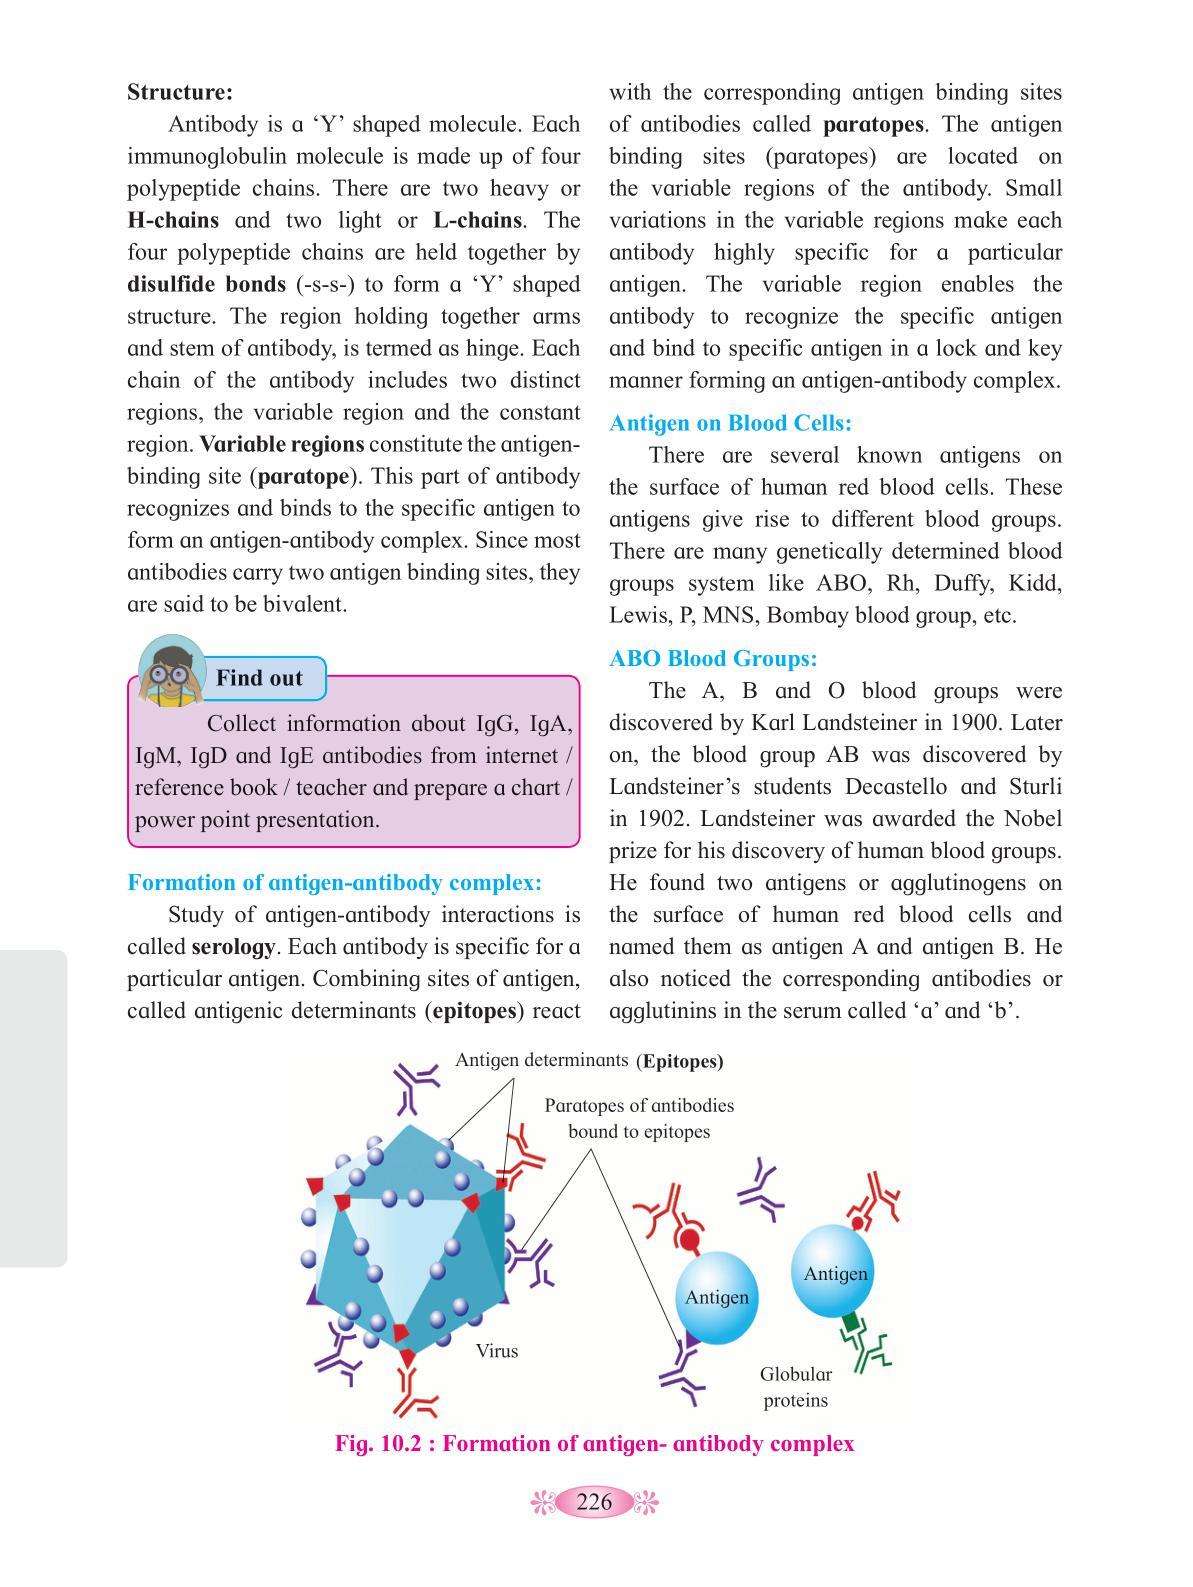 Structure:
Antibody is a ‘Y’ shaped molecule. Each
immunoglobulin molecule is made up of four
polypeptide chains. There are two heavy or
H-chains and two light or L-chains. The
four polypeptide chains are held together by
disulfide bonds (-s-s-) to form a ‘Y’ shaped
structure. The region holding together arms
and stem of antibody, is termed as hinge. Each
chain of the antibody includes two distinct
regions, the variable region and the constant
region. Variable regions constitute the antigen-
binding site (paratope). This part of antibody
recognizes and binds to the specific antigen to
form an antigen-antibody complex. Since most
antibodies carry two antigen binding sites, they
are said to be bivalent.
Find out
Collect information about IgG, IgA,
IgM, IgD and IgE antibodies from internet /
reference book / teacher and prepare a chart /
power point presentation.
Formation of antigen-antibody complex:
Study of antigen-antibody interactions is
called serology. Each antibody is specific for a
particular antigen. Combining sites of antigen,
called antigenic determinants (epitopes) react
with the corresponding antigen binding sites
of antibodies called paratopes. The antigen
binding sites (paratopes) are located on
the variable regions of the antibody. Small
variations in the variable regions make each
antibody highly specific for a particular
antigen. The variable region enables the
antibody to recognize the specific antigen
and bind to specific antigen in a lock and key
manner forming an antigen-antibody complex.
Antigen on Blood Cells:
There are several known antigens on
the surface of human red blood cells. These
antigens give rise to different blood groups.
There are many genetically determined blood
groups system like ABO, Rh, Duffy, Kidd,
Lewis, P, MNS, Bombay blood group, etc.
ABO Blood Groups:
The A, B and O blood groups were
discovered by Karl Landsteiner in 1900. Later
on, the blood group AB was discovered by
Landsteiner’s students Decastello and Sturli
in 1902. Landsteiner was awarded the Nobel
prize for his discovery of human blood groups.
He found two antigens or agglutinogens on
the surface of human red blood cells and
named them as antigen A and antigen B. He
also noticed the corresponding antibodies or
agglutinins in the serum called ‘a’ and ‘b’.
Antigen determinants (Epitopes)
Paratopes of antibodies
bound to epitopes
Antigen
Antigen
Virus
Globular
proteins
Fig. 10.2 : Formation of antigen- antibody complex
226